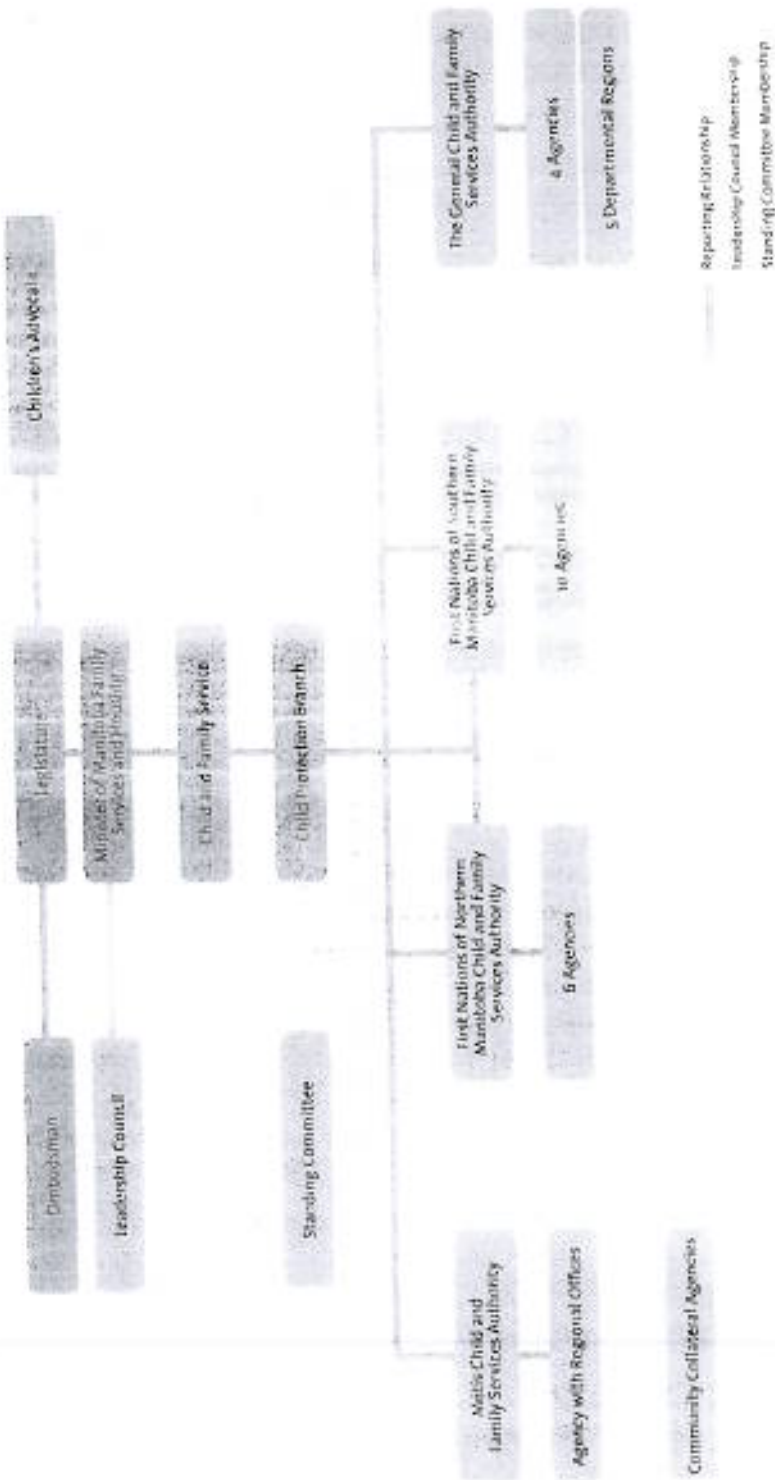 Ombudsman
Legislature
Children's Advocate
Leadership Council
Minister of Manitoba Family
Services and Housing
Child and Family Service
Standing Committee
Child Protection Branch
Metis Child and
Family Services Authority
First Nations of Northern
Manitoba Child and Family
Services Authority
First Nations of Southern
Manitoba Child and Family
Services Authority
The General Child and Family
Services Authority
Agency with Regional Offices
6 Agencies
10 Agencies
4 Agencies
5 Departmental Regions
Community Collateral Agencies
Reporting Relationship
Leadership Council Membership
Standing Committee Membership